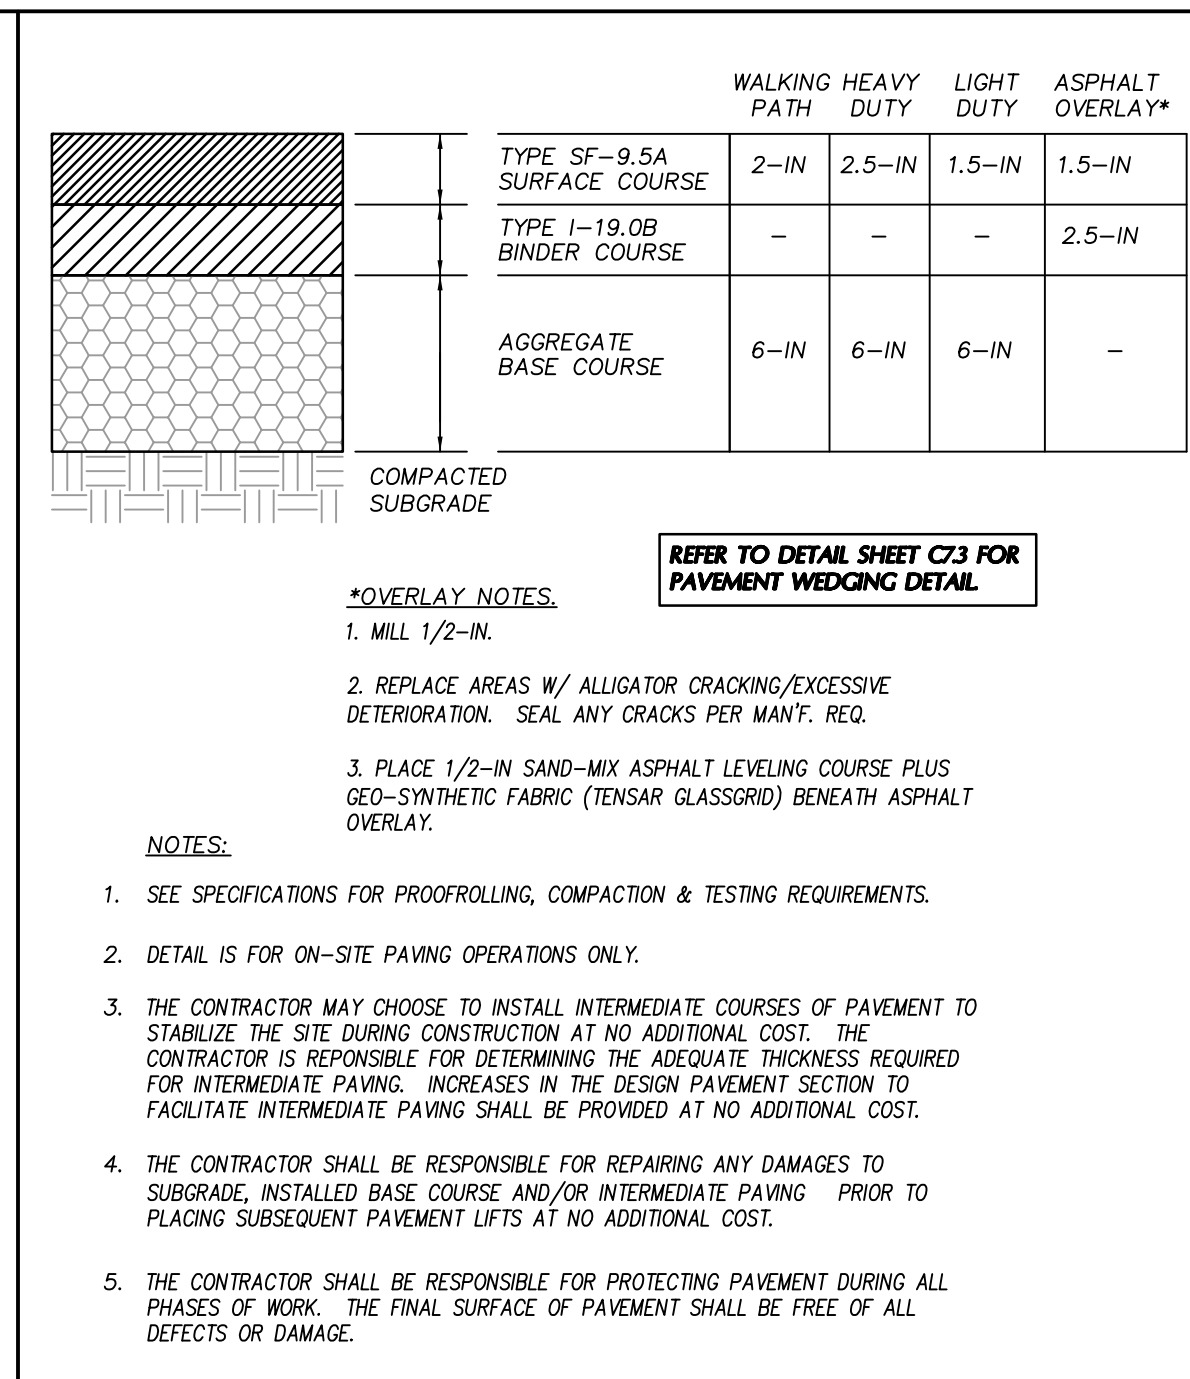 WALKING HEAVY LIGHT ASPHALT
PATH DUTY DUTY OVERLAY*
TYPE SF-9.5A
SURFACE COURSE
2-IN 2.5-IN 1.5-IN 1.5-IN
TYPE I-19.0B
BINDER COURSE
- - - 2.5-IN
AGGREGATE
BASE COURSE
6-IN 6-IN 6-IN -
COMPACTED
SUBGRADE
REFER TO DETAIL SHEET C7.3 FOR
PAVEMENT WEDGING DETAIL.
*OVERLAY NOTES.
1. MILL 1/2-IN.
2. REPLACE AREAS W/ ALLIGATOR CRACKING/EXCESSIVE
DETERIORATION. SEAL ANY CRACKS PER MAN'F. REQ.
3. PLACE 1/2-IN SAND-MIX ASPHALT LEVELING COURSE PLUS
GEO-SYNTHETIC FABRIC (TENSAR GLASSGRID) BENEATH ASPHALT
OVERLAY.
NOTES:
1. SEE SPECIFICATIONS FOR PROOFROLLING, COMPACTION & TESTING REQUIREMENTS.
2. DETAIL IS FOR ON-SITE PAVING OPERATIONS ONLY.
3. THE CONTRACTOR MAY CHOOSE TO INSTALL INTERMEDIATE COURSES OF PAVEMENT TO
STABILIZE THE SITE DURING CONSTRUCTION AT NO ADDITIONAL COST. THE
CONTRACTOR IS REPONSIBLE FOR DETERMINING THE ADEQUATE THICKNESS REQUIRED
FOR INTERMEDIATE PAVING. INCREASES IN THE DESIGN PAVEMENT SECTION TO
FACILITATE INTERMEDIATE PAVING SHALL BE PROVIDED AT NO ADDITIONAL COST.
4. THE CONTRACTOR SHALL BE RESPONSIBLE FOR REPAIRING ANY DAMAGES TO
SUBGRADE, INSTALLED BASE COURSE AND/OR INTERMEDIATE PAVING PRIOR TO
PLACING SUBSEQUENT PAVEMENT LIFTS AT NO ADDITIONAL COST.
5. THE CONTRACTOR SHALL BE RESPONSIBLE FOR PROTECTING PAVEMENT DURING ALL
PHASES OF WORK. THE FINAL SURFACE OF PAVEMENT SHALL BE FREE OF ALL
DEFECTS OR DAMAGE.